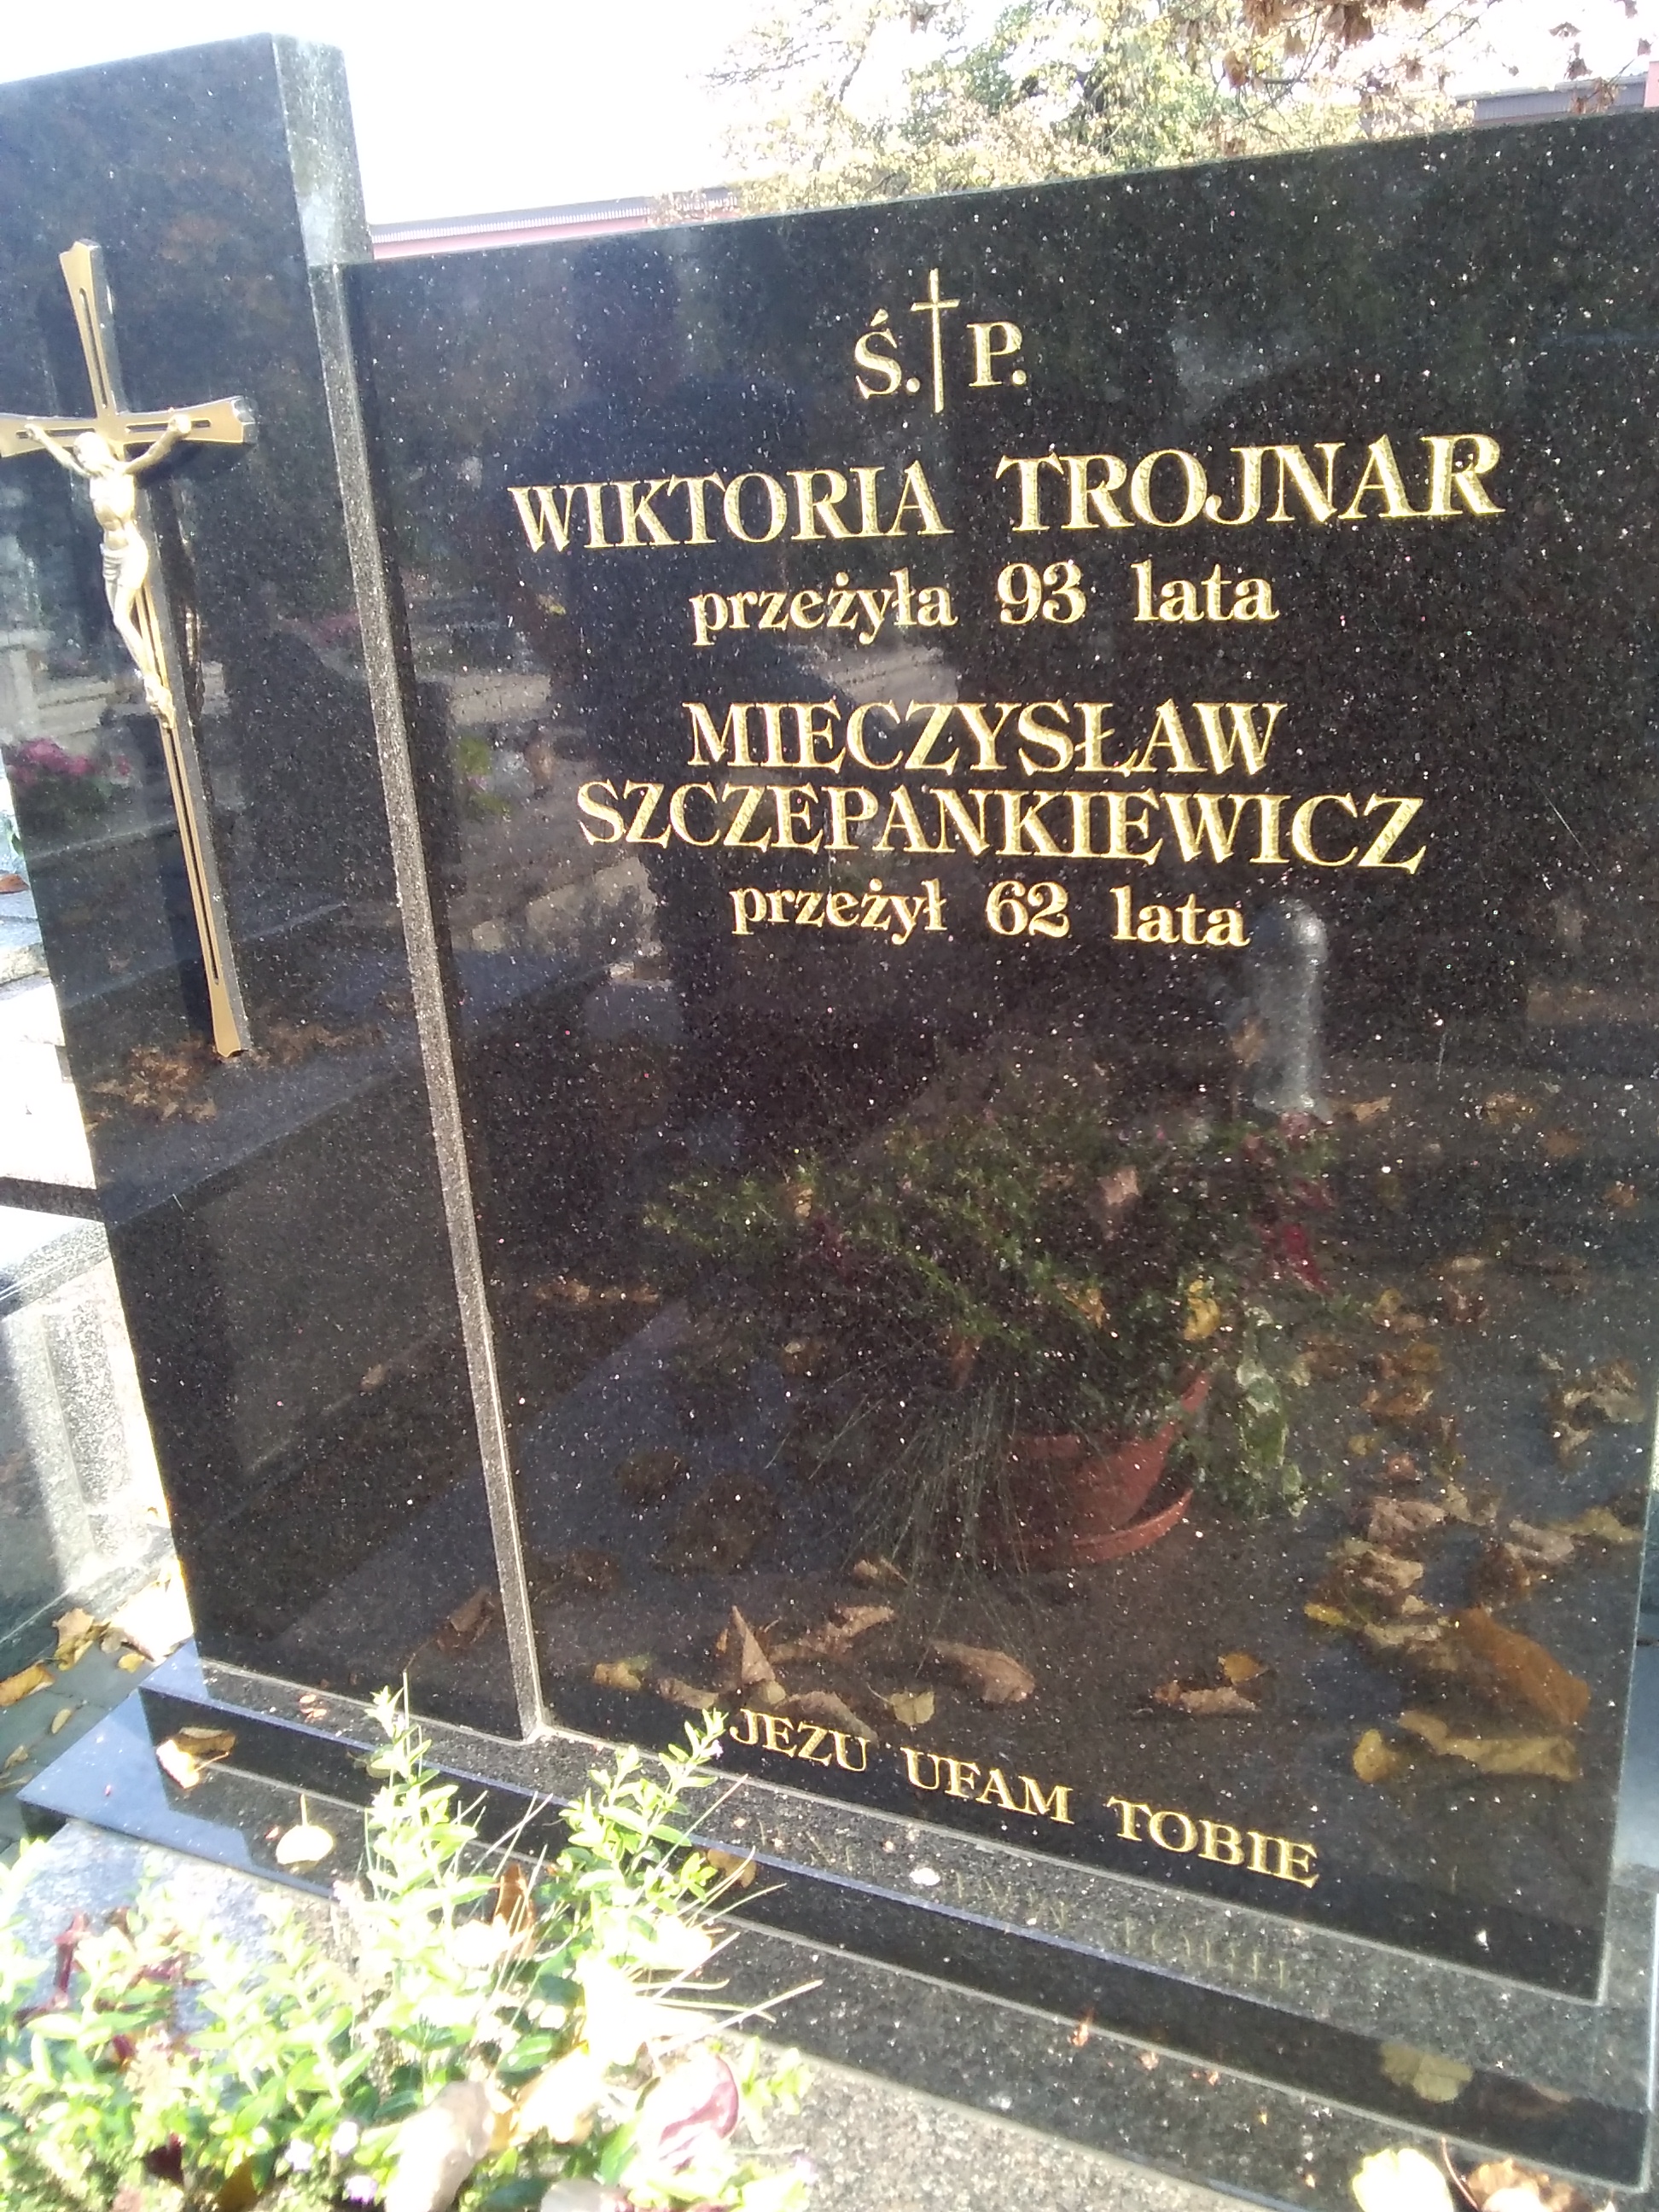 Ś. P.
WIKTORIA TROJNAR
przeżyła 93 lata
MIECZYSŁAW
SZCZEPANKIEWICZ
przeżył 62 lata
JEZU UFAM TOBIE